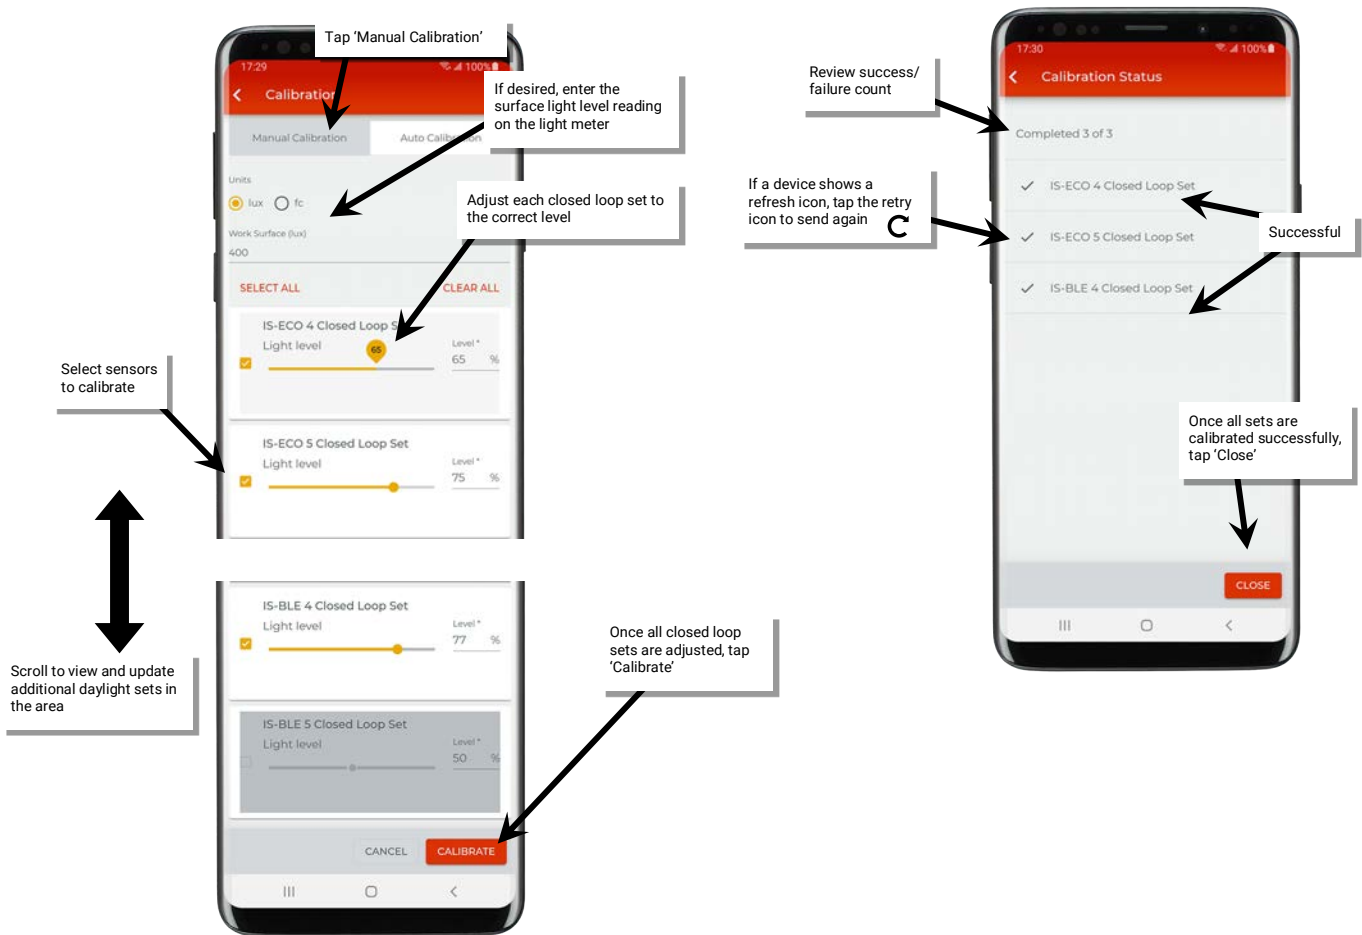 Tap ‘Manual Calibration’
17:29
100%
Calibration
If desired, enter the
surface light level reading
on the light meter
Manual Calibration
Auto Calibration
Units
lux
fc
Adjust each closed loop set to
the correct level
Work Surface (lux)
400
SELECT ALL
CLEAR ALL
IS-ECO 4 Closed Loop Set
Light level
65
Level *
65 %
Select sensors
to calibrate
IS-ECO 5 Closed Loop Set
Light level
Level *
75 %
IS-BLE 4 Closed Loop Set
Light level
Level *
77 %
Scroll to view and update
additional daylight sets in
the area
IS-BLE 5 Closed Loop Set
Light level
Level *
50 %
Once all closed loop
sets are adjusted, tap
‘Calibrate’
CANCEL
CALIBRATE
17:30
100%
Calibration Status
Review success/
failure count
Completed 3 of 3
If a device shows a
refresh icon, tap the retry
icon to send again
IS-ECO 4 Closed Loop Set
IS-ECO 5 Closed Loop Set
Successful
IS-BLE 4 Closed Loop Set
Once all sets are
calibrated successfully,
tap ‘Close’
CLOSE